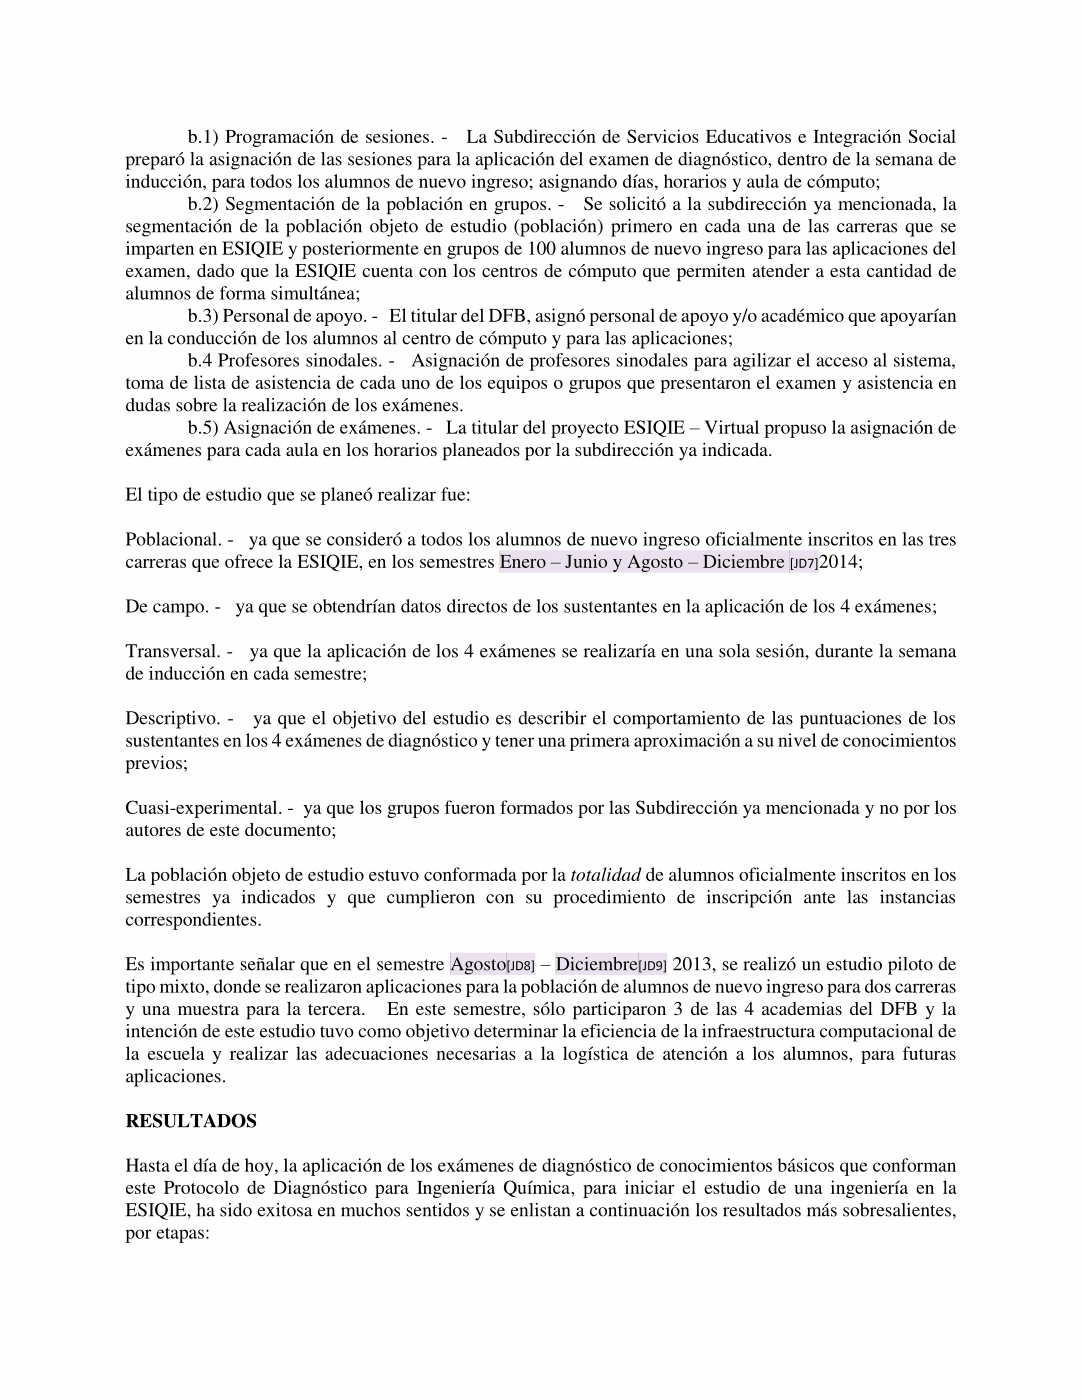 b.1) Programación de sesiones. - La Subdirección de Servicios Educativos e Integración Social
preparó la asignación de las sesiones para la aplicación del examen de diagnóstico, dentro de la semana de
inducción, para todos los alumnos de nuevo ingreso; asignando días, horarios y aula de cómputo;
b.2) Segmentación de la población en grupos. - Se solicitó a la subdirección ya mencionada, la
segmentación de la población objeto de estudio (población) primero en cada una de las carreras que se
imparten en ESIQIE y posteriormente en grupos de 100 alumnos de nuevo ingreso para las aplicaciones del
examen, dado que la ESIQIE cuenta con los centros de cómputo que permiten atender a esta cantidad de
alumnos de forma simultánea;
b.3) Personal de apoyo. - El titular del DFB, asignó personal de apoyo y/o académico que apoyarían
en la conducción de los alumnos al centro de cómputo y para las aplicaciones;
b.4 Profesores sinodales. - Asignación de profesores sinodales para agilizar el acceso al sistema,
toma de lista de asistencia de cada uno de los equipos o grupos que presentaron el examen y asistencia en
dudas sobre la realización de los exámenes.
b.5) Asignación de exámenes. - La titular del proyecto ESIQIE – Virtual propuso la asignación de
exámenes para cada aula en los horarios planeados por la subdirección ya indicada.
El tipo de estudio que se planeó realizar fue:
Poblacional. - ya que se consideró a todos los alumnos de nuevo ingreso oficialmente inscritos en las tres
carreras que ofrece la ESIQIE, en los semestres Enero – Junio y Agosto – Diciembre [JD7]2014;
De campo. - ya que se obtendrían datos directos de los sustentantes en la aplicación de los 4 exámenes;
Transversal. - ya que la aplicación de los 4 exámenes se realizaría en una sola sesión, durante la semana
de inducción en cada semestre;
Descriptivo. - ya que el objetivo del estudio es describir el comportamiento de las puntuaciones de los
sustentantes en los 4 exámenes de diagnóstico y tener una primera aproximación a su nivel de conocimientos
previos;
Cuasi-experimental. - ya que los grupos fueron formados por las Subdirección ya mencionada y no por los
autores de este documento;
La población objeto de estudio estuvo conformada por la totalidad de alumnos oficialmente inscritos en los
semestres ya indicados y que cumplieron con su procedimiento de inscripción ante las instancias
correspondientes.
Es importante señalar que en el semestre Agosto[JD8] – Diciembre[JD9] 2013, se realizó un estudio piloto de
tipo mixto, donde se realizaron aplicaciones para la población de alumnos de nuevo ingreso para dos carreras
y una muestra para la tercera. En este semestre, sólo participaron 3 de las 4 academias del DFB y la
intención de este estudio tuvo como objetivo determinar la eficiencia de la infraestructura computacional de
la escuela y realizar las adecuaciones necesarias a la logística de atención a los alumnos, para futuras
aplicaciones.
RESULTADOS
Hasta el día de hoy, la aplicación de los exámenes de diagnóstico de conocimientos básicos que conforman
este Protocolo de Diagnóstico para Ingeniería Química, para iniciar el estudio de una ingeniería en la
ESIQIE, ha sido exitosa en muchos sentidos y se enlistan a continuación los resultados más sobresalientes,
por etapas: